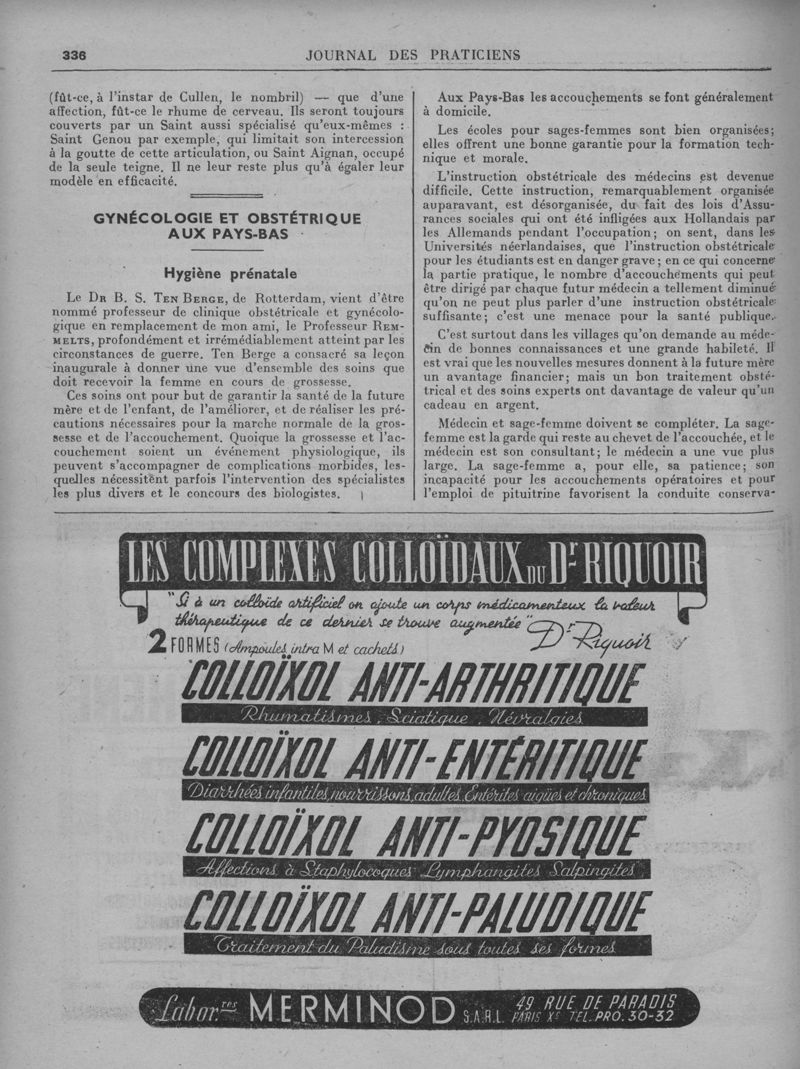 336
JOURNAL DES PRATICIENS
(fût-ce, à l'instar de Cullen, le nombril) — que d'une
affection, fût-ce le rhume de cerveau. Ils seront toujours
couverts par un Saint aussi spécialisé qu'eux-mêmes :
Saint Genou par exemple, qui limitait son intercession
à la goutte de cette articulation, ou Saint Aignan, occupé
de la seule teigne. Il ne leur reste plus qu'à égaler leur
modèle en efficacité.
GYNÉCOLOGIE ET OBSTÉTRIQUE
AUX PAYS-BAS
Hygiène prénatale
Le DR B. S. TEN BERGE, de Rotterdam, vient d'être
nommé professeur de clinique obstétricale et gynécolo-
gique en remplacement de mon ami, le Professeur REM-
MELTS, profondément et irrémédiablement atteint par les
circonstances de guerre. Ten Berge a consacré sa leçon
inaugurale à donner une vue d'ensemble des soins que
doit recevoir la femme en cours de grossesse.
Ces soins ont pour but de garantir la santé de la future
mère et de l'enfant, de l'améliorer, et de réaliser les pré-
cautions nécessaires pour la marche normale de la gros-
sesse et de l'accouchement. Quoique la grossesse et l'ac-
couchement soient un événement physiologique, ils
peuvent s'accompagner de complications morbides, les-
quelles nécessitent parfois l'intervention des spécialistes
les plus divers et le concours des biologistes.
Aux Pays-Bas les accouchements se font généralement
à domicile.
Les écoles pour sages-femmes sont bien organisées;
elles offrent une bonne garantie pour la formation tech-
nique et morale.
L'instruction obstétricale des médecins est devenue
difficile. Cette instruction, remarquablement organisée
auparavant, est désorganisée, du fait des lois d'Assu-
rances sociales qui ont été infligées aux Hollandais par
les Allemands pendant l'occupation; on sent, dans les
Universités néerlandaises, que l'instruction obstétricale
pour les étudiants est en danger grave; en ce qui concerne
la partie pratique, le nombre d'accouchements qui peut
être dirigé par chaque futur médecin a tellement diminué
qu'on ne peut plus parler d'une instruction obstétricale
suffisante; c'est une menace pour la santé publique.
C'est surtout dans les villages qu'on demande au méde-
cin de bonnes connaissances et une grande habileté. Il
est vrai que les nouvelles mesures donnent à la future mère
un avantage financier; mais un bon traitement obsté-
trical et des soins experts ont davantage de valeur qu'un
cadeau en argent.
Médecin et sage-femme doivent se compléter. La sage-
femme est la garde qui reste au chevet de l'accouchée, et le
médecin est son consultant; le médecin a une vue plus
large. La sage-femme a, pour elle, sa patience; son
incapacité pour les accouchements opératoires et pour
l'emploi de pituitrine favorisent la conduite conserva-
LES COMPLEXES COLLOÏDAUX DU Dr RIQUOIR
"Si à un colloïde artificiel on ajoute un corps médicamenteux la valeur
thérapeutique de ce dernier se trouve augmentée" Dr Riquoir
2 FORMES (Ampoules intra M et cachets)
COLLOÏXOL ANTI-ARTHRITIQUE
Rhumatismes, Sciatique, Névralgies
COLLOÏXOL ANTI-ENTÉRITIQUE
Diarrhées infantiles, nourrissons, adultes, Entérites aigües et chroniques
COLLOÏXOL ANTI-PYOSIQUE
Affections à Staphylocoques Lymphangites Salpingites
COLLOÏXOL ANTI-PALUDIQUE
Traitement du Paludisme sous toutes ses formes
Labor.res MERMINOD S.A.R.L. 49 RUE DE PARADIS
PARIS Xe TEL. PRO. 30-32